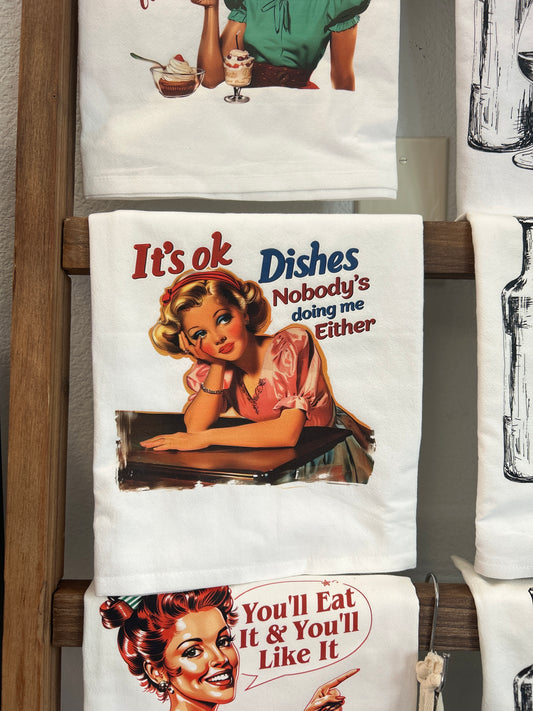 It's ok Dishes
Nobody's
doing me
Either
You'll Eat
It & You'll
Like It